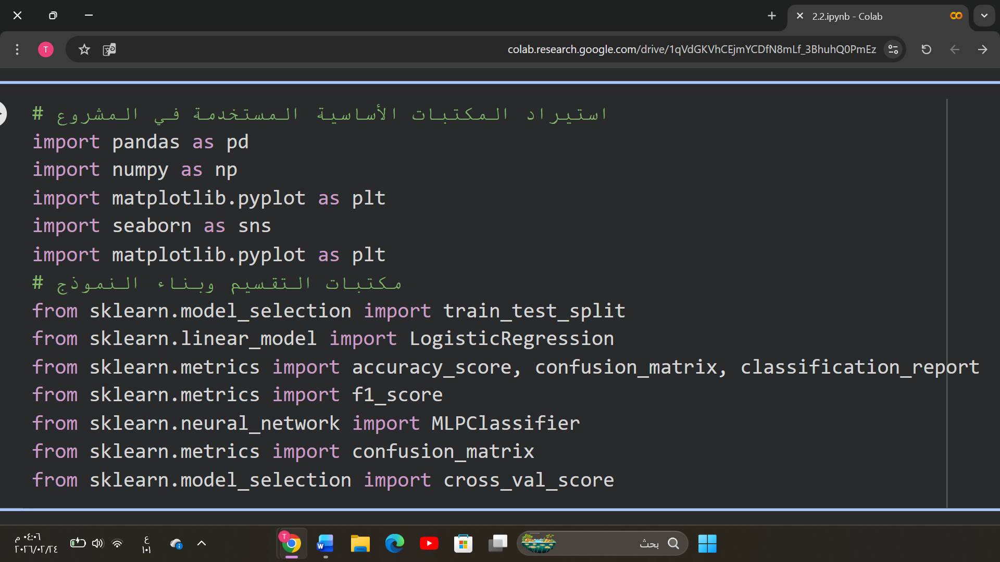 2.2.ipynb - Colab
T
colab.research.google.com/drive/1qVdGKVhCEjmYCDfN8mLf_3BhuhQ0PmEz
# استيراد المكتبات الأساسية المستخدمة في المشروع
import pandas as pd
import numpy as np
import matplotlib.pyplot as plt
import seaborn as sns
import matplotlib.pyplot as plt
# مكتبات التقسيم وبناء النموذج
from sklearn.model_selection import train_test_split
from sklearn.linear_model import LogisticRegression
from sklearn.metrics import accuracy_score, confusion_matrix, classification_report
from sklearn.metrics import f1_score
from sklearn.neural_network import MLPClassifier
from sklearn.metrics import confusion_matrix
from sklearn.model_selection import cross_val_score
بحث
ع
١٠١
٠٤:٠٦ م
٢٠٢٦/٠٢/٢٤